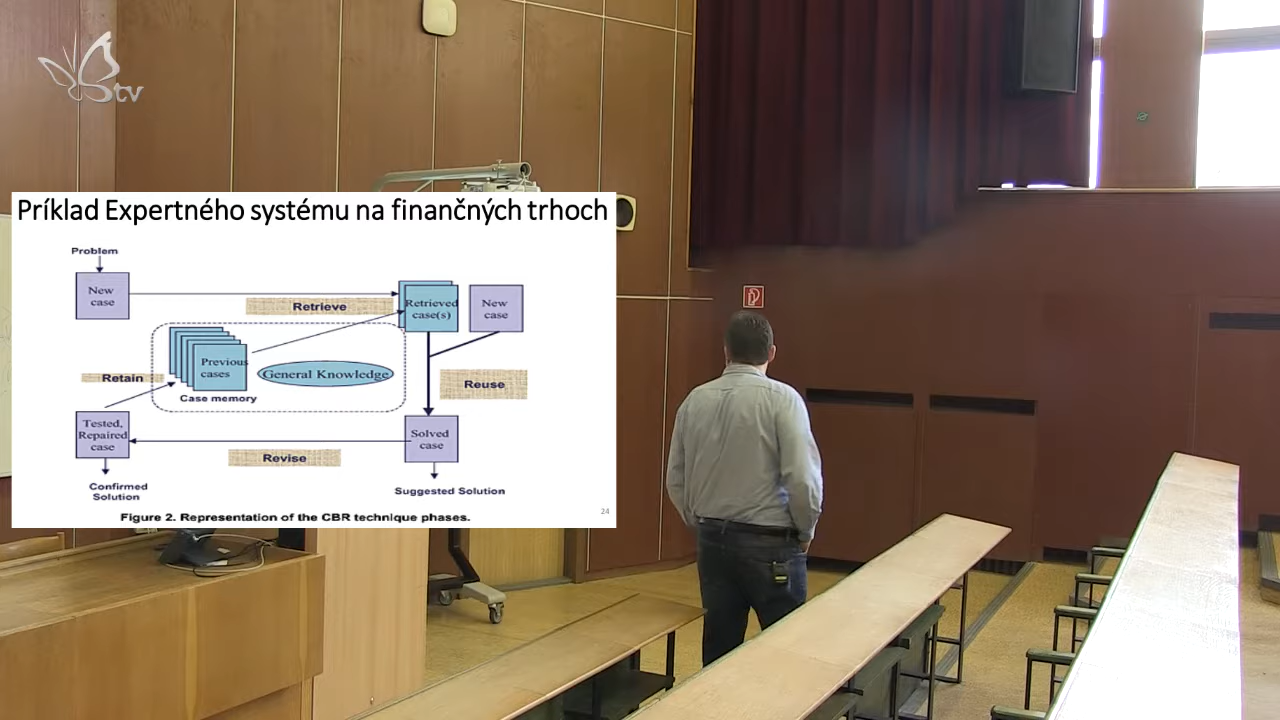 tv
Príklad Expertného systému na finančných trhoch
Problem
New
case
Retrieve
Retrieved
case(s)
New
case
Previous
cases
General Knowledge
Retain
Case memory
Reuse
Tested,
Repaired
case
Solved
case
Revise
Confirmed
Solution
Suggested Solution
Figure 2. Representation of the CBR technique phases.
24